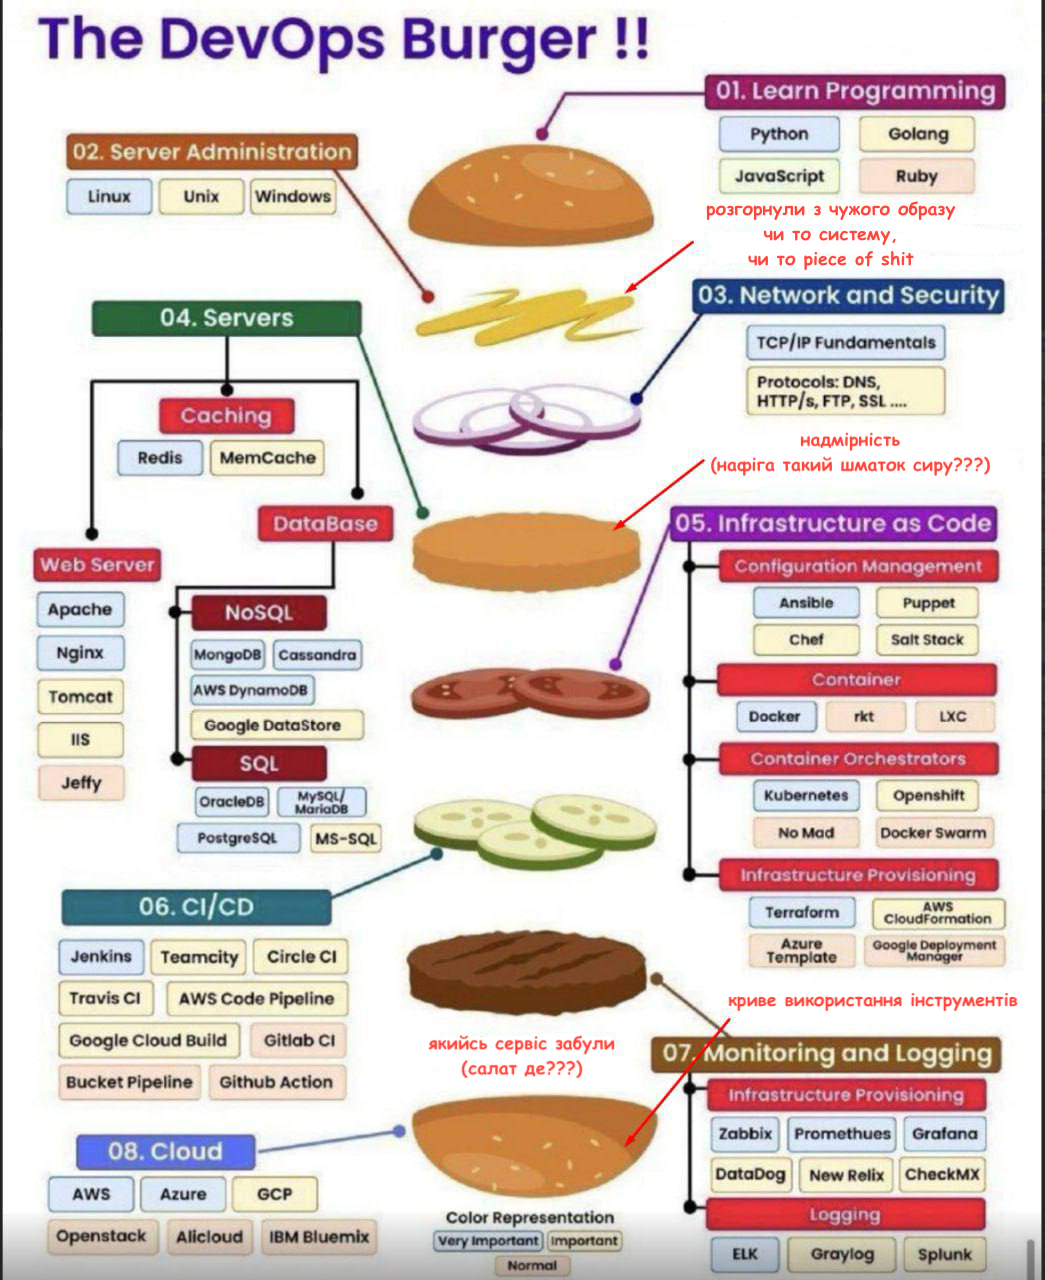 The DevOps Burger !!
01. Learn Programming
Python
Golang
JavaScript
Ruby
02. Server Administration
Linux
Unix
Windows
розгорнули з чужого образу
чи то систему,
чи то piece of shit
03. Network and Security
TCP/IP Fundamentals
Protocols: DNS,
HTTP/s, FTP, SSL ....
04. Servers
Caching
Redis
MemCache
DataBase
Web Server
Apache
Nginx
Tomcat
IIS
Jeffy
NoSQL
MongoDB
Cassandra
AWS DynamoDB
Google DataStore
SQL
OracleDB
MySQL/
MariaDB
PostgreSQL
MS-SQL
надмірність
(нафіга такий шматок сиру???)
05. Infrastructure as Code
Configuration Management
Ansible
Puppet
Chef
Salt Stack
Container
Docker
rkt
LXC
Container Orchestrators
Kubernetes
Openshift
No Mad
Docker Swarm
Infrastructure Provisioning
Terraform
AWS
CloudFormation
Azure
Template
Google Deployment
Manager
06. CI/CD
Jenkins
Teamcity
Circle CI
Travis CI
AWS Code Pipeline
Google Cloud Build
Gitlab CI
Bucket Pipeline
Github Action
криве використання інструментів
якийсь сервіс забули
(салат де???)
07. Monitoring and Logging
Infrastructure Provisioning
Zabbix
Promethues
Grafana
DataDog
New Relix
CheckMX
Logging
ELK
Graylog
Splunk
08. Cloud
AWS
Azure
GCP
Openstack
Alicloud
IBM Bluemix
Color Representation
Very Important
Important
Normal